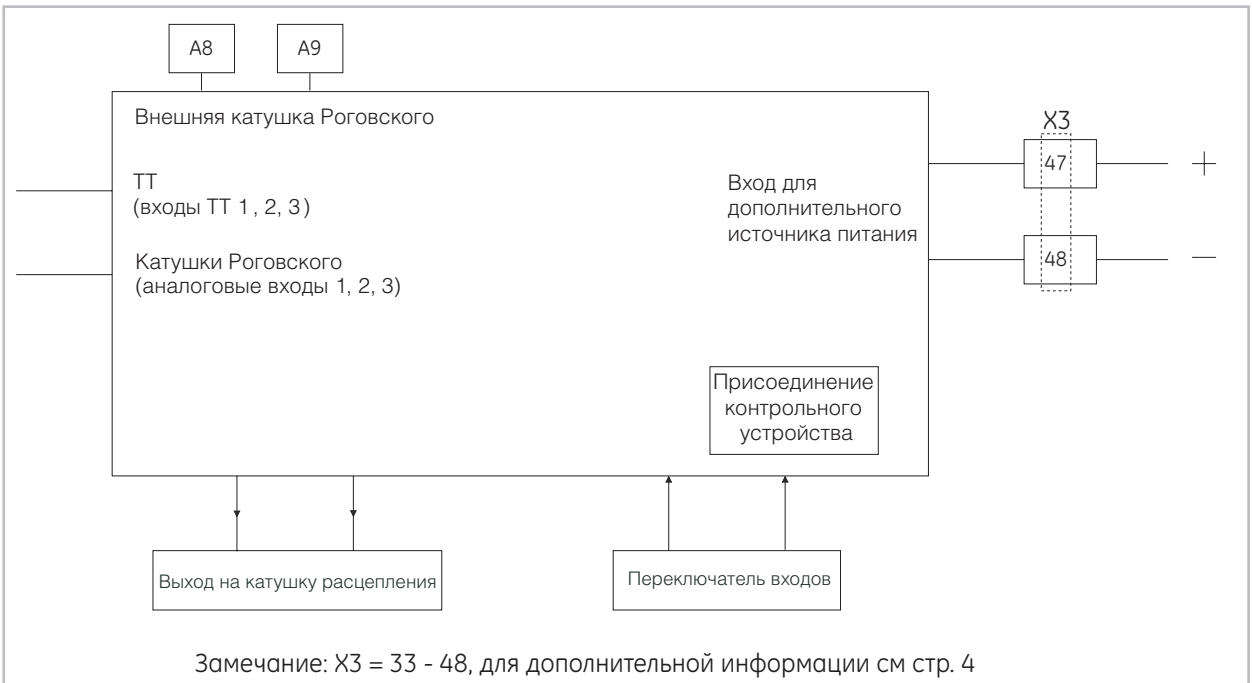 A8 A9
Внешняя катушка Роговского
X3
ТТ
(входы ТТ 1, 2, 3)
47 +
Вход для
дополнительного
источника питания
Катушки Роговского
(аналоговые входы 1, 2, 3)
48 —
Присоединение
контрольного
устройства
Выход на катушку расцепления
Переключатель входов
Замечание: X3 = 33 - 48, для дополнительной информации см стр. 4